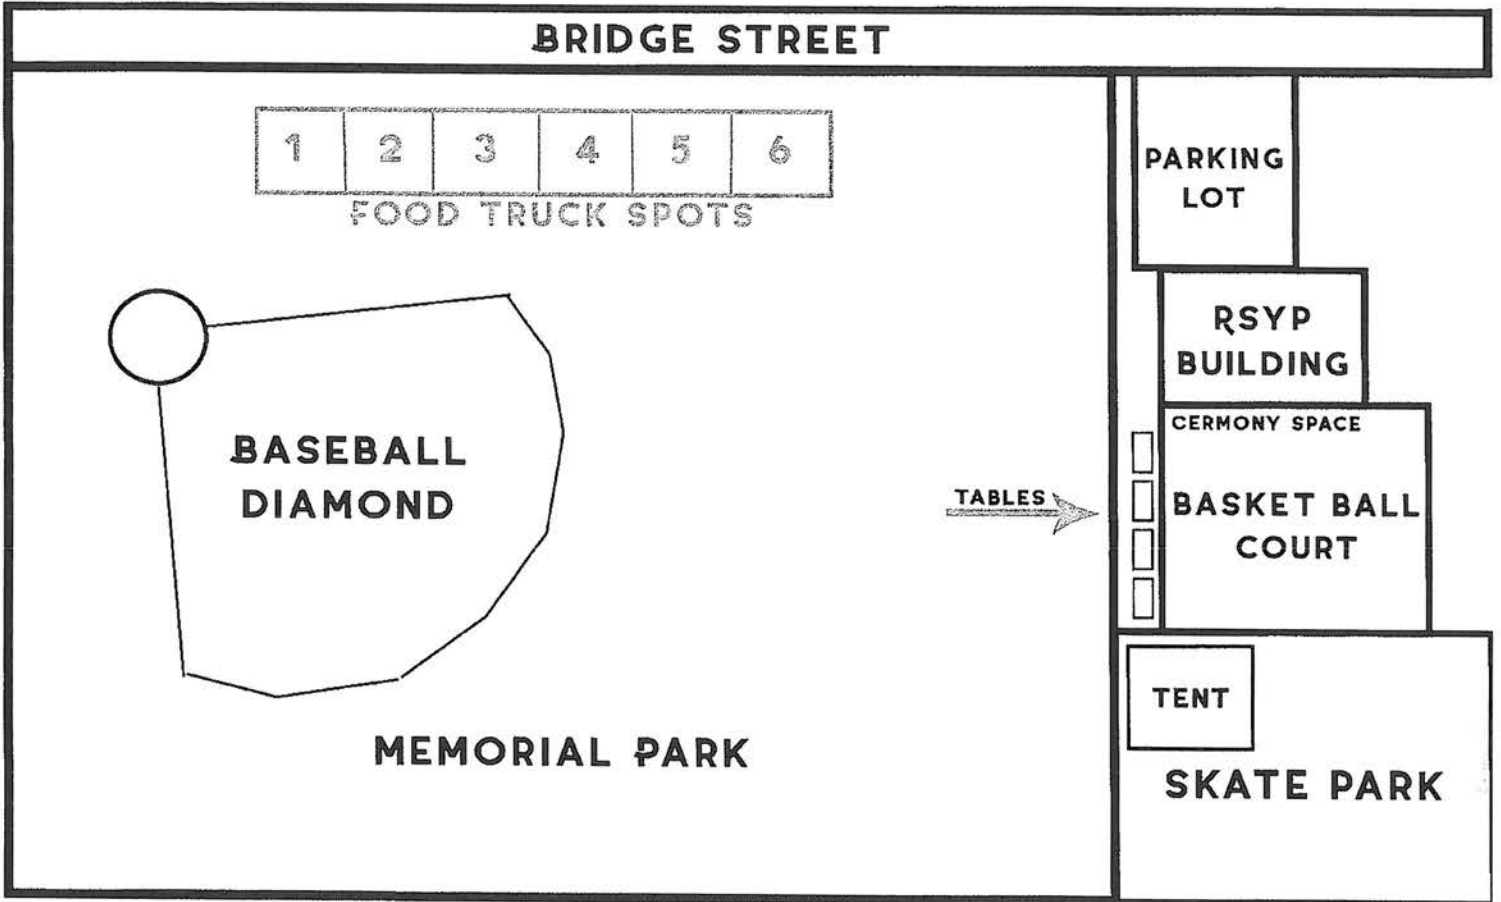 BRIDGE STREET
1 2 3 4 5 6
FOOD TRUCK SPOTS
PARKING
LOT
RSYP
BUILDING
CERMONY SPACE
BASEBALL
DIAMOND
TABLES
BASKET BALL
COURT
TENT
MEMORIAL PARK
SKATE PARK